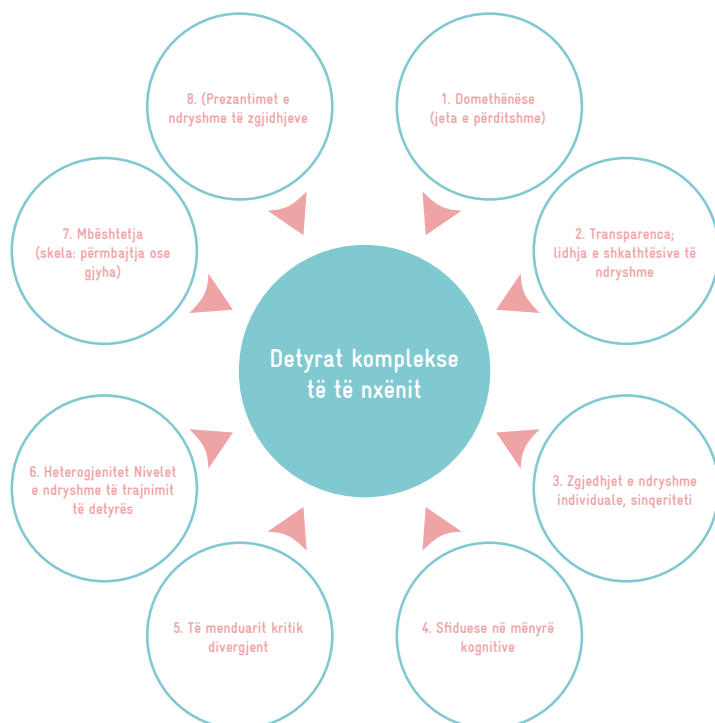 8. (Prezantimet e
ndryshme të zgjidhjeve
1. Domethënëse
(jeta e përditshme)
7. Mbështetja
(skela: përmbajtja ose
gjyha)
2. Transparenca;
lidhja e shkathtësive të
ndryshme
Detyrat komplekse
të të nxënit
6. Heterogjenitet Nivelet
e ndryshme të trajnimit
të detyrës
3. Zgjedhjet e ndryshme
individuale, sinqeriteti
5. Të menduarit kritik
divergjent
4. Sfiduese në mënyrë
kognitive